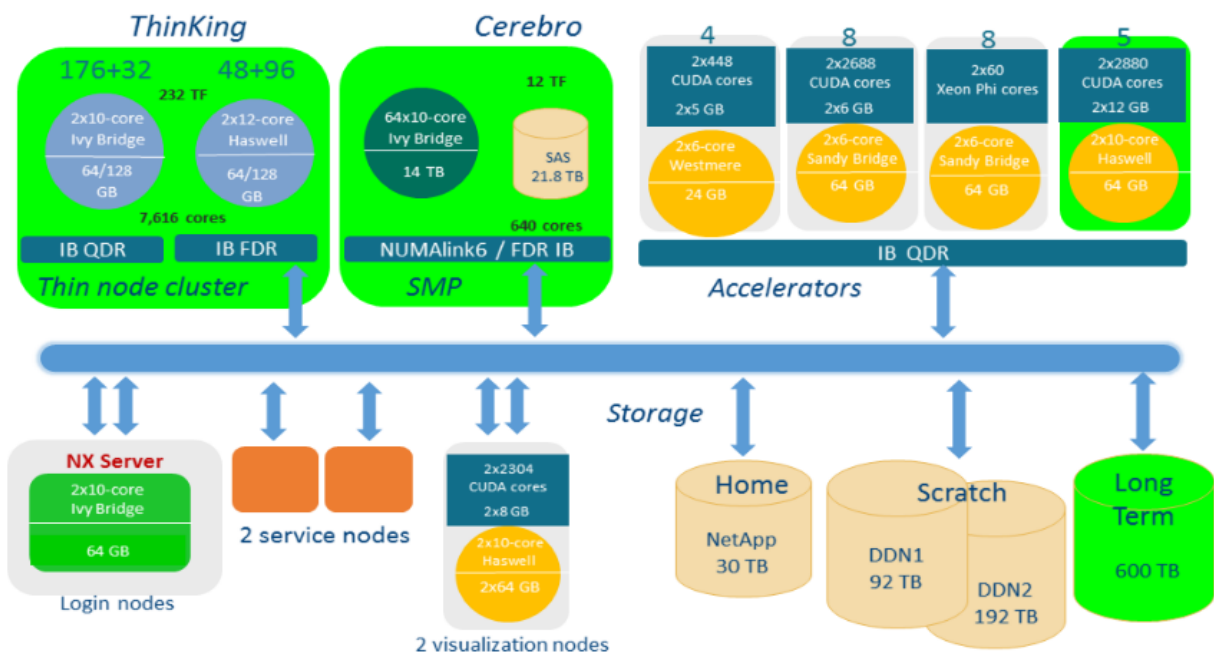 ThinKing
176+32
48+96
232 TF
2x10-core
Ivy Bridge
64/128
GB
2x12-core
Haswell
64/128
GB
7,616 cores
IB QDR
IB FDR
Thin node cluster
Cerebro
12 TF
64x10-core
Ivy Bridge
14 TB
SAS
21.8 TB
640 cores
NUMAlink6 / FDR IB
SMP
4
2x448
CUDA cores
2x5 GB
2x6-core
Westmere
24 GB
8
2x2688
CUDA cores
2x6 GB
2x6-core
Sandy Bridge
64 GB
8
2x60
Xeon Phi cores
2x6-core
Sandy Bridge
64 GB
5
2x2880
CUDA cores
2x12 GB
2x10-core
Haswell
64 GB
IB QDR
Accelerators
NX Server
2x10-core
Ivy Bridge
64 GB
Login nodes
2 service nodes
2x2304
CUDA cores
2x8 GB
2x10-core
Haswell
2x64 GB
2 visualization nodes
Storage
Home
NetApp
30 TB
Scratch
DDN1
92 TB
DDN2
192 TB
Long
Term
600 TB